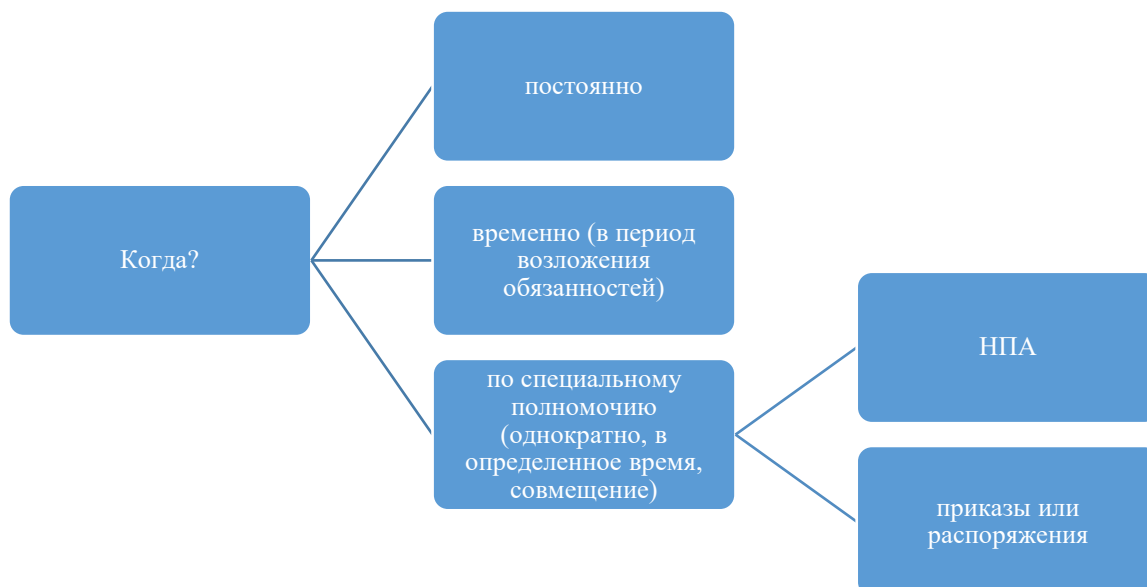 постоянно
Когда?
временно (в период
возложения
обязанностей)
по специальному
полномочию
(однократно, в
определенное время,
совмещение)
НПА
приказы или
распоряжения